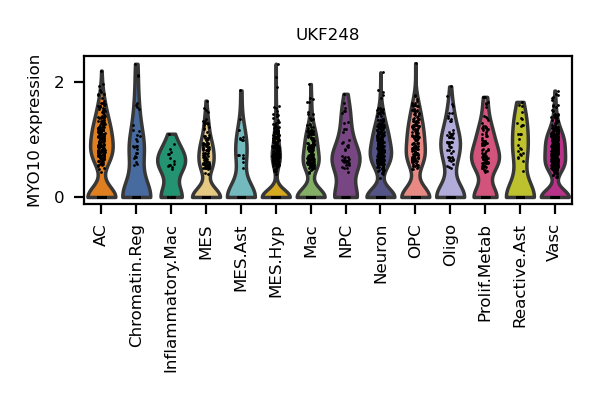 UKF248
MYO10 expression
2
0
AC
Chromatin.Reg
Inflammatory.Mac
MES
MES.Ast
MES.Hyp
Mac
NPC
Neuron
OPC
Oligo
Prolif.Metab
Reactive.Ast
Vasc